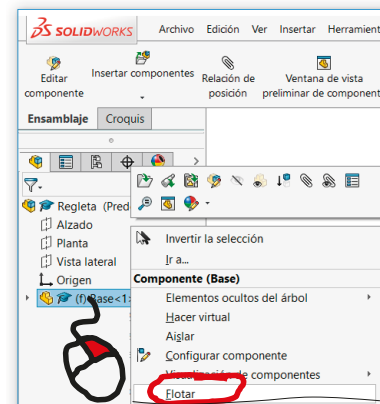 SOLIDWORKS Archivo Edición Ver Insertar Herramient
Editar componente
Insertar componentes
Relación de posición
Ventana de vista preliminar de component
Ensamblaje Croquis
Regleta (Pred
Alzado
Planta
Vista lateral
Origen
(f) Base<1>
Invertir la selección
Ir a...
Componente (Base)
Elementos ocultos del árbol
Hacer virtual
Aislar
Configurar componente
Visualización de componentes
Flotar